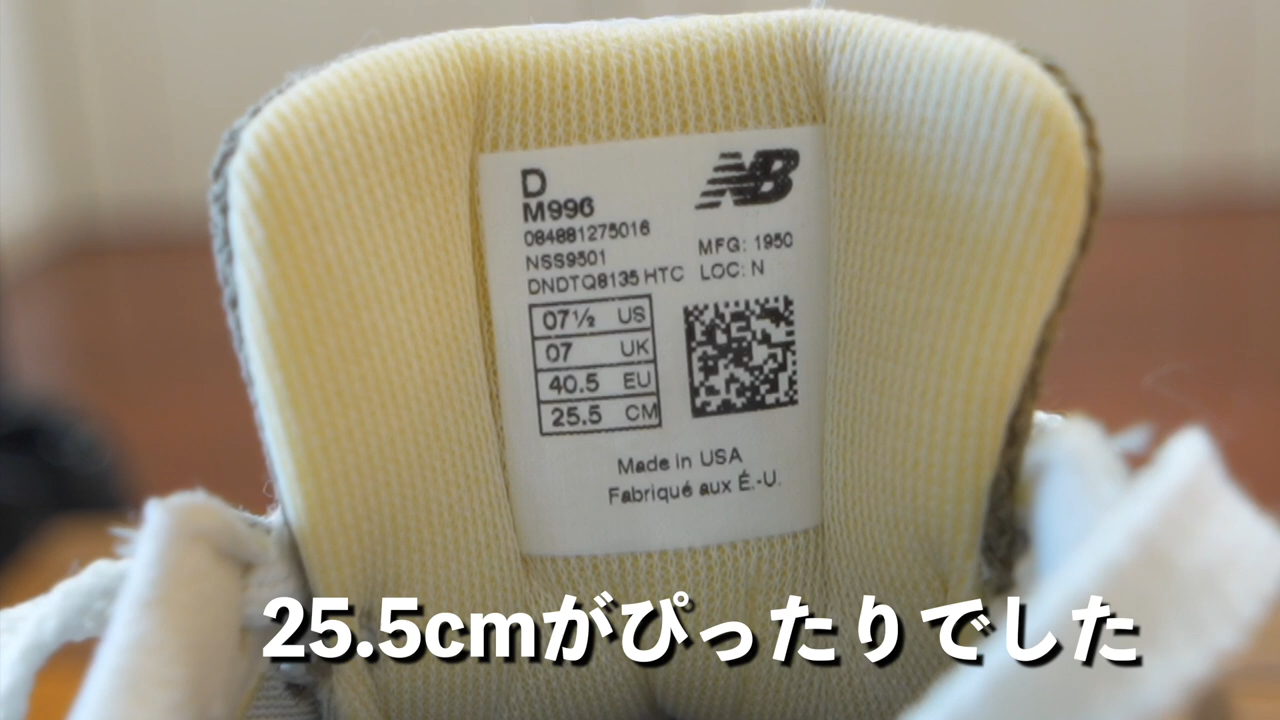 D
M996
NB
084881275016
NSS9501
MFG: 1950
DNDTQ8135 HTC
LOC: N
07½ US
07 UK
40.5 EU
25.5 CM
Made in USA
Fabriqué aux É.-U.
25.5cmがぴったりでした